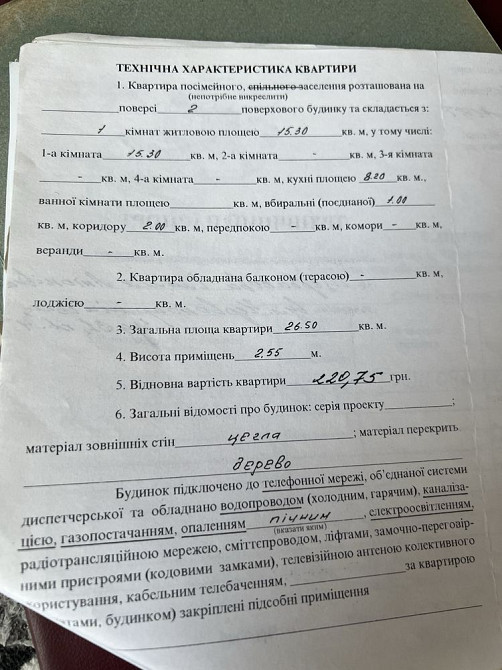 ТЕХНІЧНА ХАРАКТЕРИСТИКА КВАРТИРИ
1. Квартира посімейного, спільного заселення розташована на
(непотрібне викреслити)
поверсі 2 поверхового будинку та складається з:
1 кімнат житловою площею 15.30 кв. м, у тому числі:
1-а кімната 15.30 кв. м, 2-а кімната - кв. м, 3-я кімната
- кв. м, 4-а кімната - кв. м, кухні площею 8.20 кв. м.,
ванної кімнати площею кв. м, вбиральні (поєднаної) 1.00
кв. м, коридору 2.00 кв. м, передпокою - кв. м, комори - кв. м,
веранди - кв. м.
2. Квартира обладнана балконом (терасою) - кв. м,
лоджією - кв. м.
3. Загальна площа квартири 26.50 кв. м.
4. Висота приміщень 2,55 м.
5. Відновна вартість квартири 220,75 грн.
6. Загальні відомості про будинок: серія проекту ;
матеріал зовнішніх стін цегла ; матеріал перекрить
дерево
Будинок підключено до телефонної мережі, об'єднаної системи
диспетчерської та обладнано водопроводом (холодним, гарячим), каналіза-
цією, газопостачанням, опаленням пічним , електроосвітленням,
(вказати яким)
радіотрансляційною мережею, сміттєпроводом, ліфтами, замочно-переговір-
ними пристроями (кодовими замками), телевізійною антеною колективного
користування, кабельним телебаченням, за квартирою
тами, будинком) закріплені підсобні приміщення